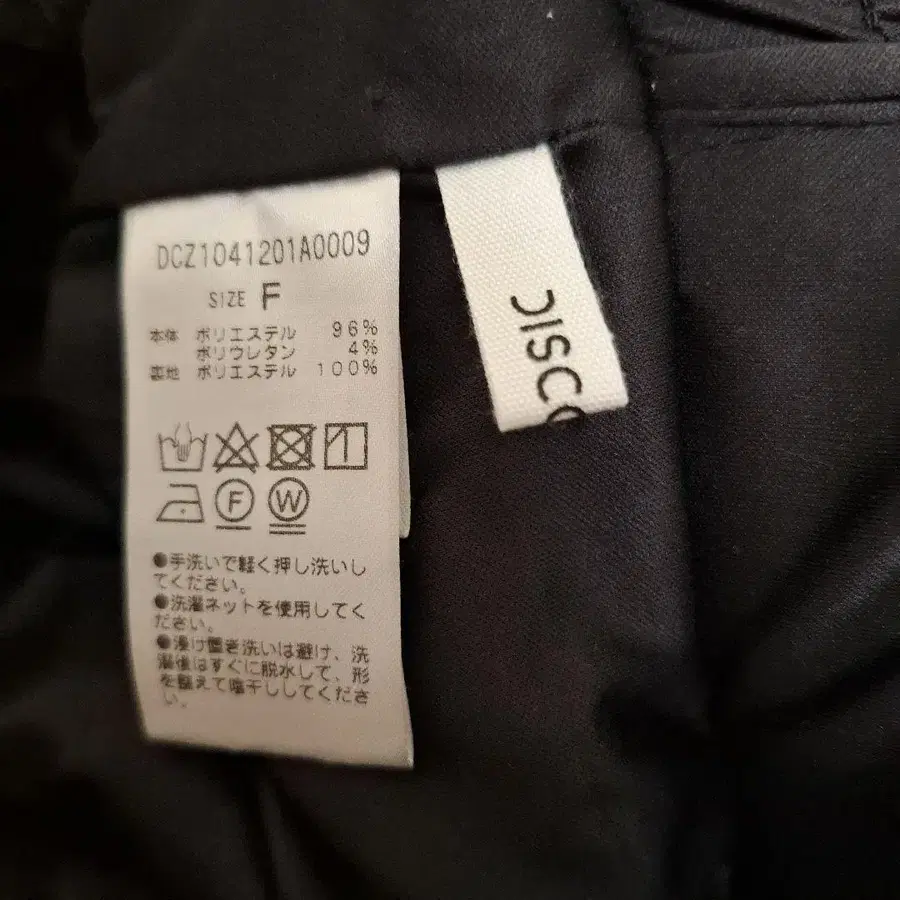 DCZ1041201A0009
SIZE F
本体 ポリエステル 96%
ポリウレタン 4%
裏地 ポリエステル 100%
F W
●手洗いで軽く押し洗いし
てください。
●洗濯ネットを使用してく
ださい。
●浸け置き洗いは避け、洗
濯後はすぐに脱水して、形
を整えて陰干ししてくださ
い。
DISCO